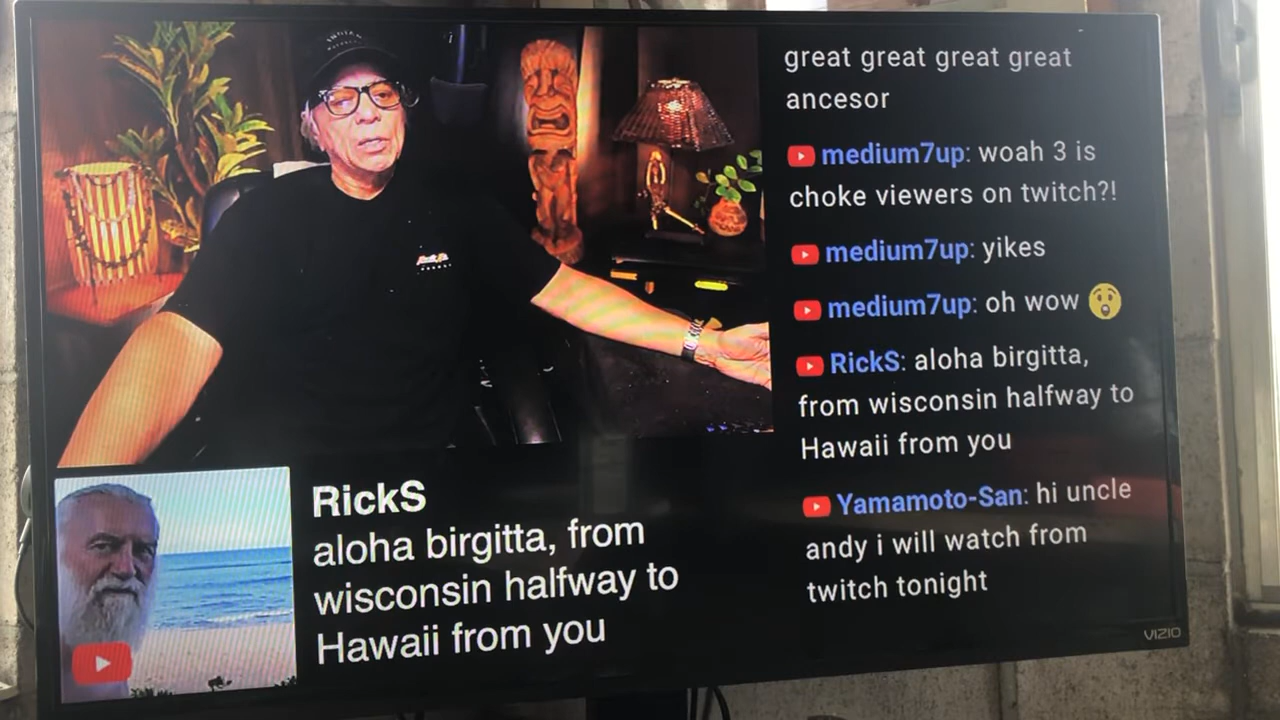 INDIAN
great great great great
ancesor
medium7up: woah 3 is
choke viewers on twitch?!
medium7up: yikes
medium7up: oh wow 😲
RickS: aloha birgitta,
from wisconsin halfway to
Hawaii from you
Yamamoto-San: hi uncle
andy i will watch from
twitch tonight
RickS
aloha birgitta, from
wisconsin halfway to
Hawaii from you
VIZIO